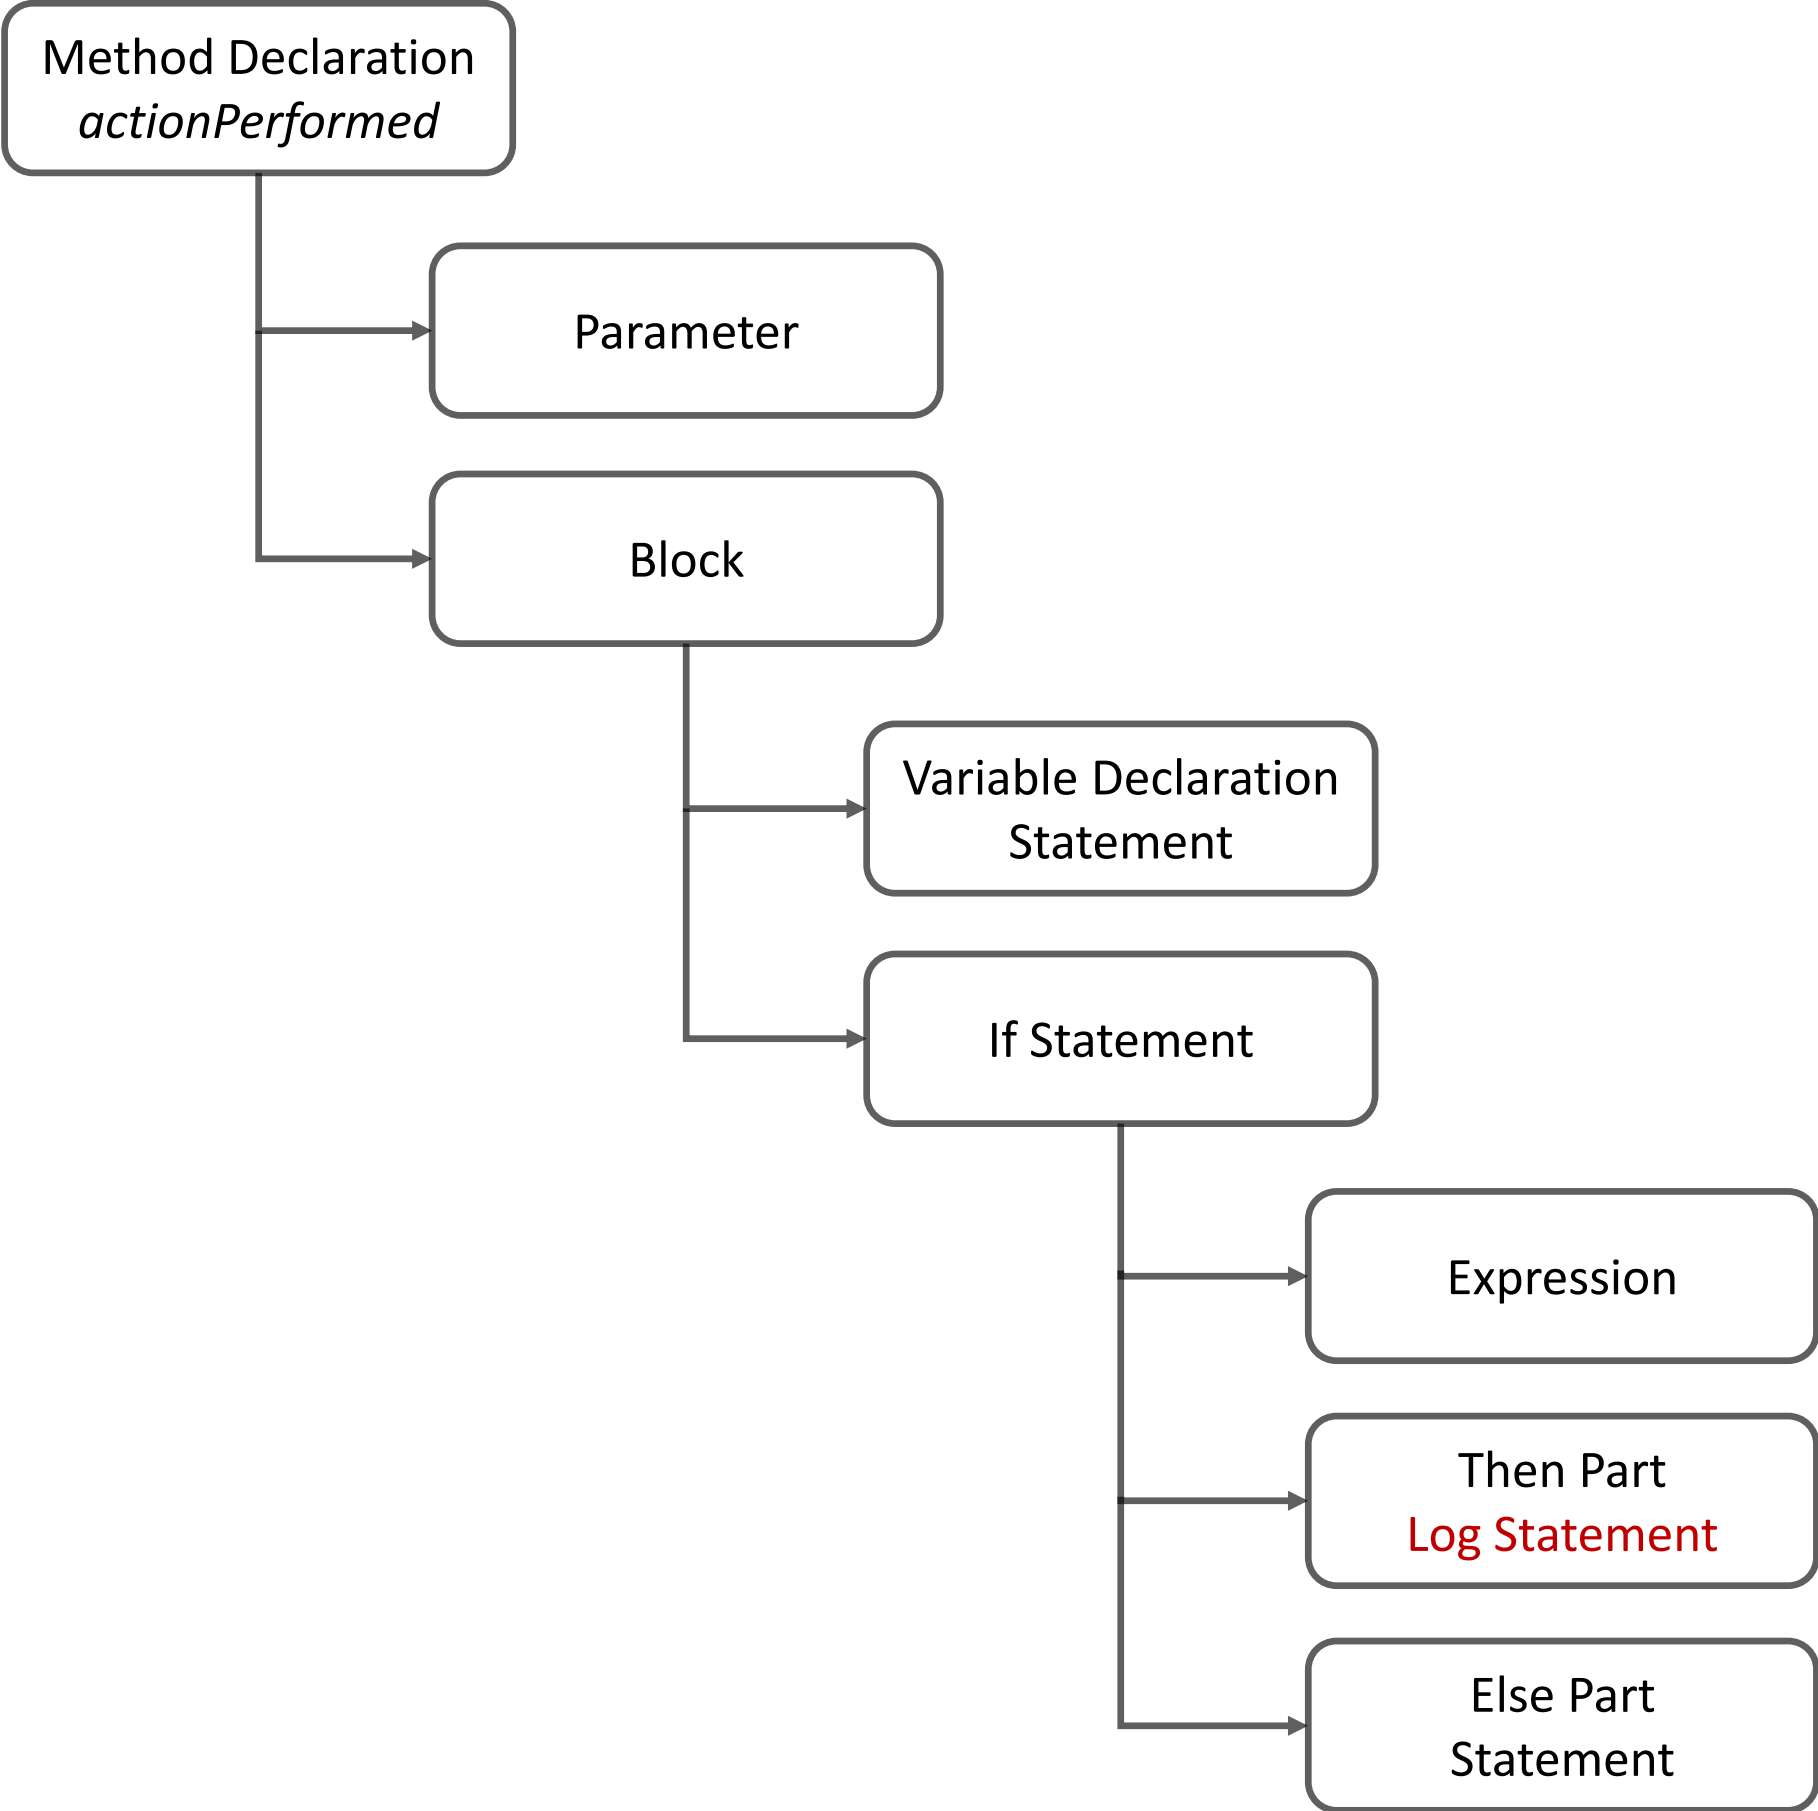 Method Declaration
actionPerformed
Parameter
Block
Variable Declaration
Statement
If Statement
Expression
Then Part
Log Statement
Else Part
Statement